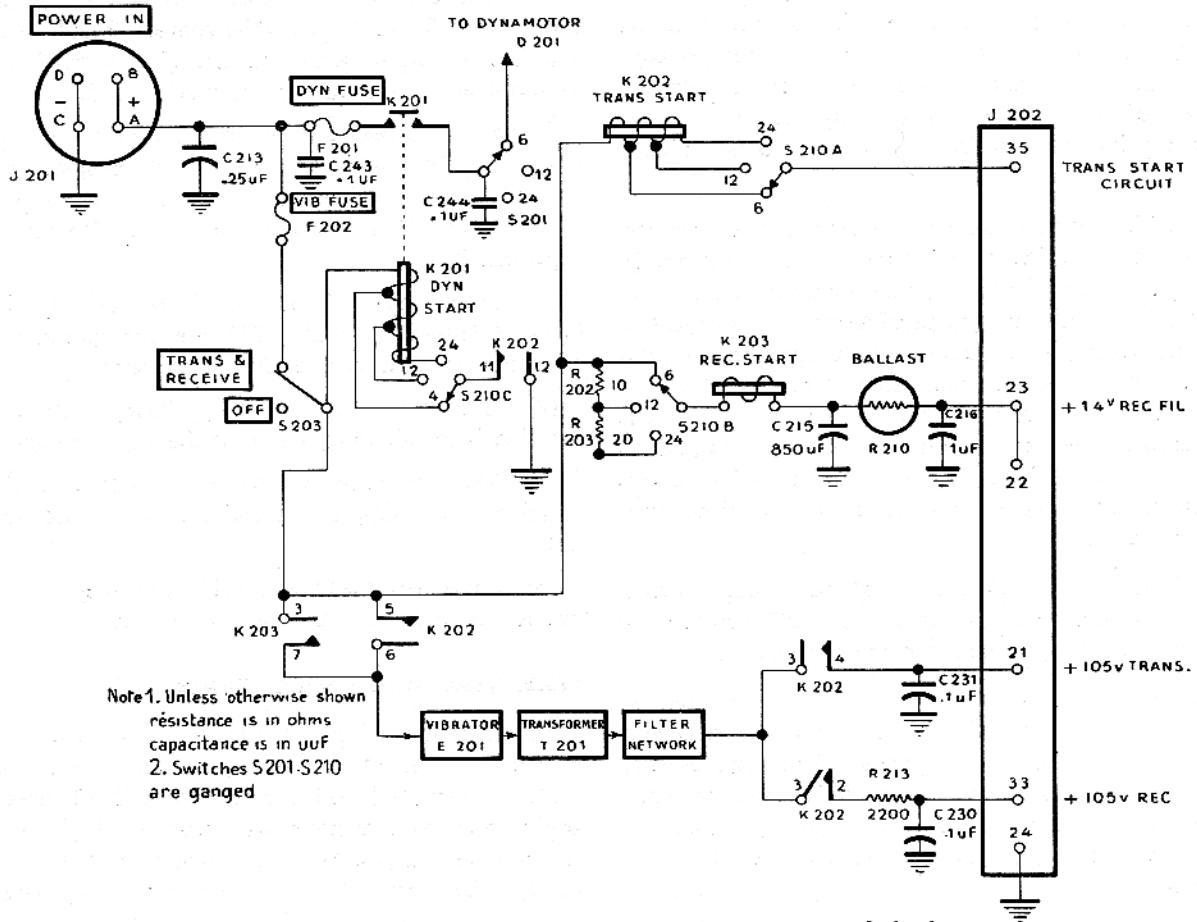 POWER IN
D
B
−
+
C
A
J 201
C 213
.25uF
DYN FUSE
F 201
C 243
.1UF
VIB FUSE
F 202
K 201
TO DYNAMOTOR
D 201
6
12
24
S 201
C 244
.1UF
K 202
TRANS START
24
12
6
S 210 A
J 202
35
TRANS START
CIRCUIT
K 201
DYN
START
TRANS &
RECEIVE
OFF
S 203
24
12
4
S 210 C
K 202
11
12
R
202
10
R
203
20
6
12
24
S 210 B
K 203
REC. START
BALLAST
C 215
850 uF
R 210
C 216
1uF
23
22
+ 14V REC FIL
3
K 203
7
5
K 202
6
Note 1. Unless otherwise shown
résistance is in ohms
capacitance is in uuF
2. Switches S201-S210
are ganged
VIBRATOR
E 201
TRANSFORMER
T 201
FILTER
NETWORK
3
4
K 202
C 231
.1uF
21
+ 105v TRANS.
3
2
K 202
R 213
2200
C 230
.1uF
33
+ 105v REC
24